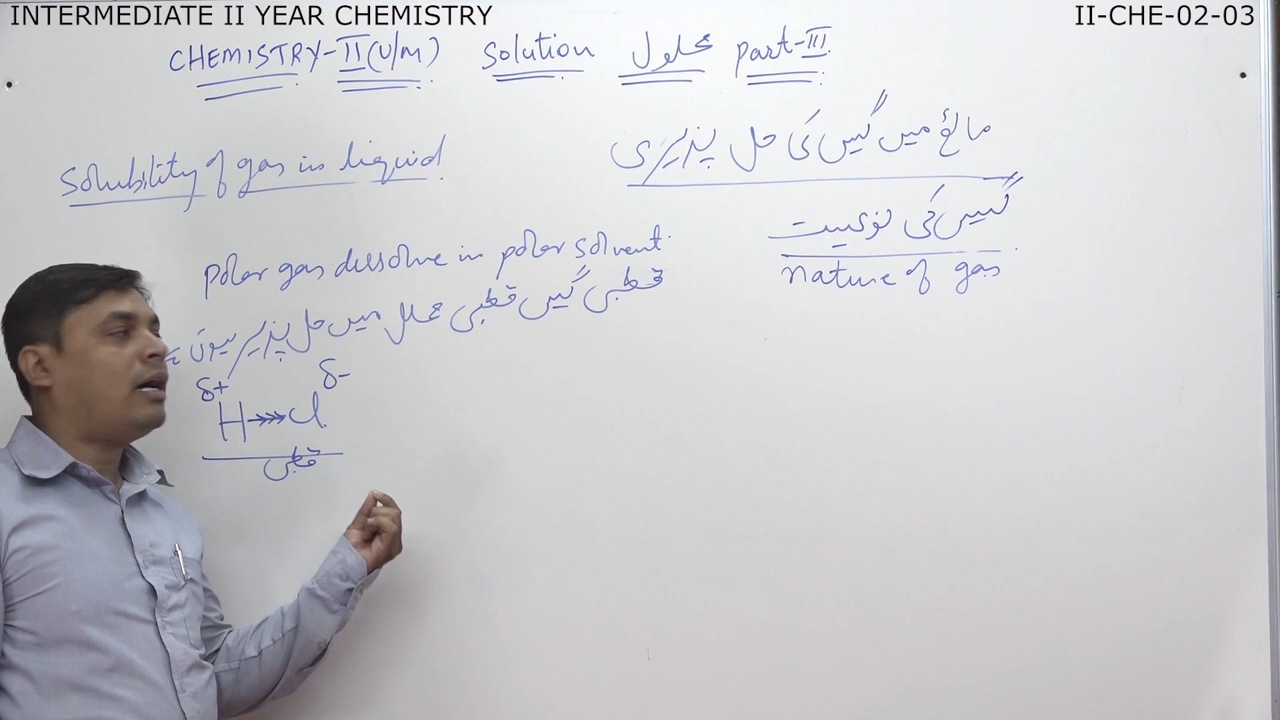 INTERMEDIATE II YEAR CHEMISTRY
II-CHE-02-03
CHEMISTRY-II(U/M) Solution محلول part-III
Solubility of gas in liquid
مائع میں گیس کی حل پذیری
گیس کی نوعیت
nature of gas
Polar gas dissolve in polar solvent.
قطبی گیس قطبی محلل میں حل پذیر ہوتی ہے
δ+ δ-
H→Cl
قطبی